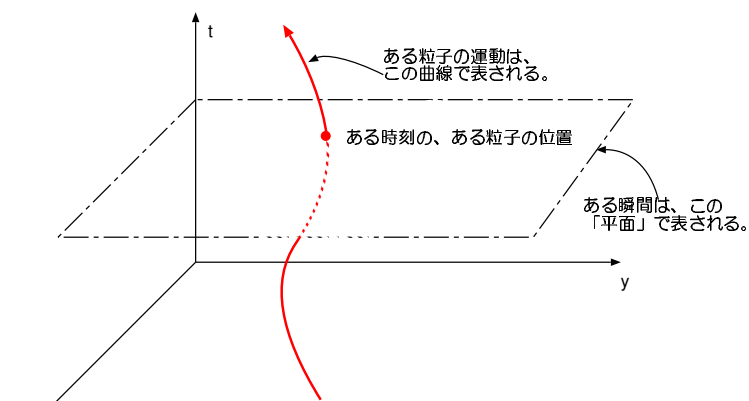 t
ある粒子の運動は、
この曲線で表される。
ある時刻の、ある粒子の位置
ある瞬間は、この
「平面」で表される。
y